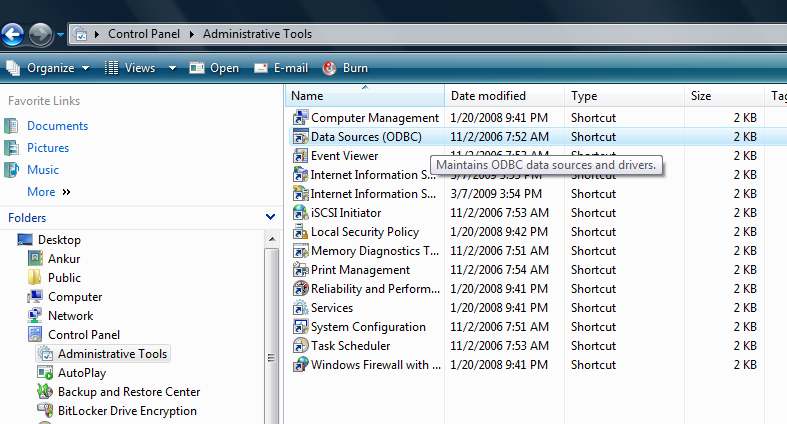 Control Panel Administrative Tools
Organize Views Open E-mail Burn
Favorite Links
Documents
Pictures
Music
More »
Folders
Desktop
Ankur
Public
Computer
Network
Control Panel
Administrative Tools
AutoPlay
Backup and Restore Center
BitLocker Drive Encryption
Name Date modified Type Size
Computer Management 1/20/2008 9:41 PM Shortcut 2 KB
Data Sources (ODBC) 11/2/2006 7:52 AM Shortcut 2 KB
Event Viewer Shortcut 2 KB
Maintains ODBC data sources and drivers.
Internet Information S... Shortcut 2 KB
Internet Information S... 3/7/2009 3:54 PM Shortcut 2 KB
iSCSI Initiator 11/2/2006 7:53 AM Shortcut 2 KB
Local Security Policy 1/20/2008 9:42 PM Shortcut 2 KB
Memory Diagnostics T... 11/2/2006 7:51 AM Shortcut 2 KB
Print Management 11/2/2006 7:54 AM Shortcut 2 KB
Reliability and Perform... 1/20/2008 9:41 PM Shortcut 2 KB
Services 1/20/2008 9:41 PM Shortcut 2 KB
System Configuration 11/2/2006 7:51 AM Shortcut 2 KB
Task Scheduler 11/2/2006 7:53 AM Shortcut 2 KB
Windows Firewall with ... 1/20/2008 9:41 PM Shortcut 2 KB